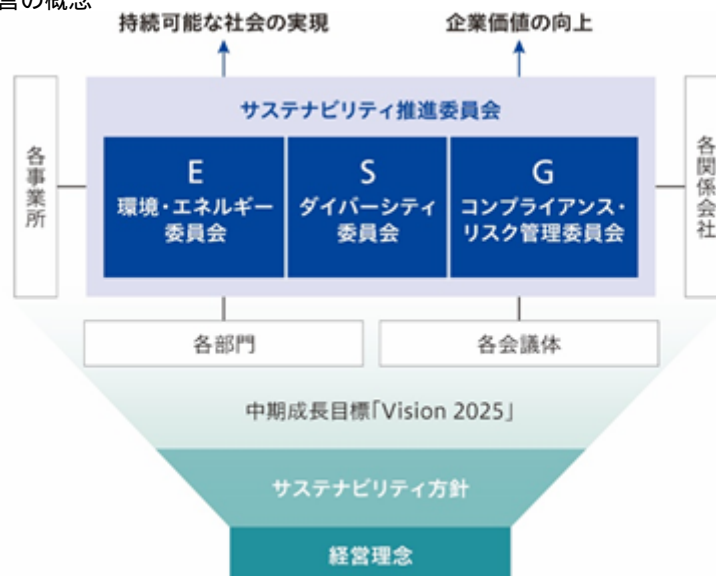 営の概念
持続可能な社会の実現
企業価値の向上
サステナビリティ推進委員会
各事業所
E
環境・エネルギー
委員会
S
ダイバーシティ
委員会
G
コンプライアンス・
リスク管理委員会
各関係会社
各部門
各会議体
中期成長目標「Vision 2025」
サステナビリティ方針
経営理念